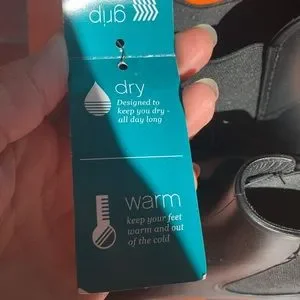 grip
dry
Designed to
keep you dry -
all day long
warm
keep your feet
warm and out
of the cold